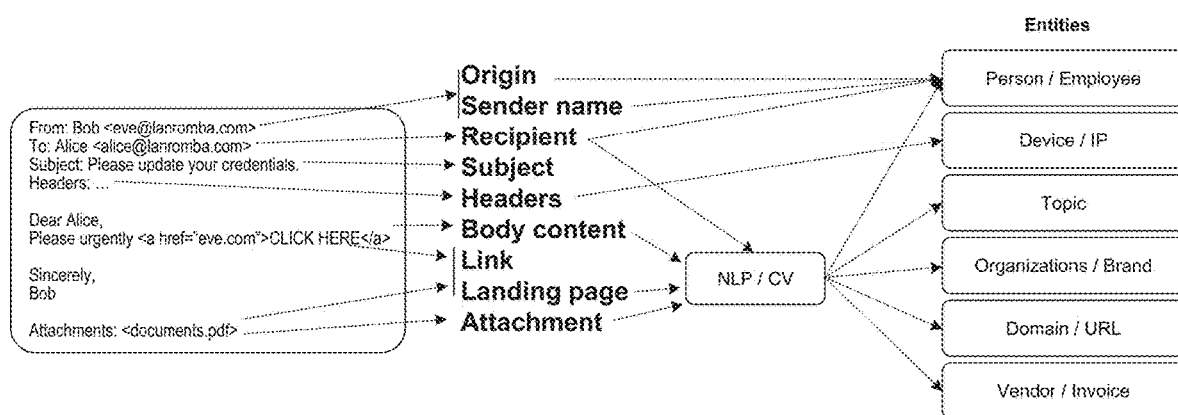 From: Bob <eve@lanromba.com>
To: Alice <alice@lanromba.com>
Subject: Please update your credentials.
Headers: ...
Dear Alice,
Please urgently <a href="eve.com">CLICK HERE</a>
Sincerely,
Bob
Attachments: <documents.pdf>
Origin
Sender name
Recipient
Subject
Headers
Body content
Link
Landing page
Attachment
NLP / CV
Entities
Person / Employee
Device / IP
Topic
Organizations / Brand
Domain / URL
Vendor / Invoice